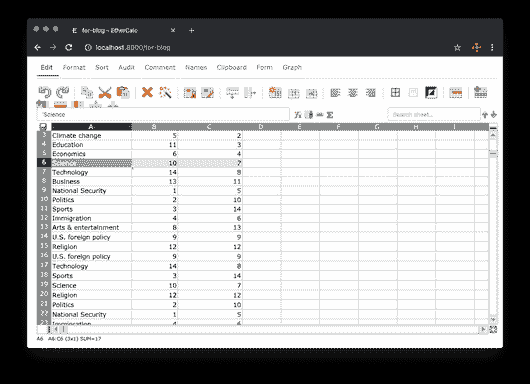 for-blog - EtherCalc
localhost:8000/for-blog
Edit Format Sort Audit Comment Names Clipboard Form Graph
'Science
Search sheet...
A B C D E F G H I
3 Climate change 5 2
4 Education 11 3
5 Economics 6 4
6 Science 10 7
7 Technology 14 8
8 Business 13 11
9 National Security 1 5
10 Politics 2 10
11 Sports 3 14
12 Immigration 4 6
13 Arts & entertainment 8 13
14 U.S. foreign policy 9 9
15 Religion 12 12
16 U.S. foreign policy 9 9
17 Technology 14 8
18 Sports 3 14
19 Science 10 7
20 Religion 12 12
21 Politics 2 10
22 National Security 1 5
Immigration 4 6
A6 A6:C6 (3x1) SUM=17